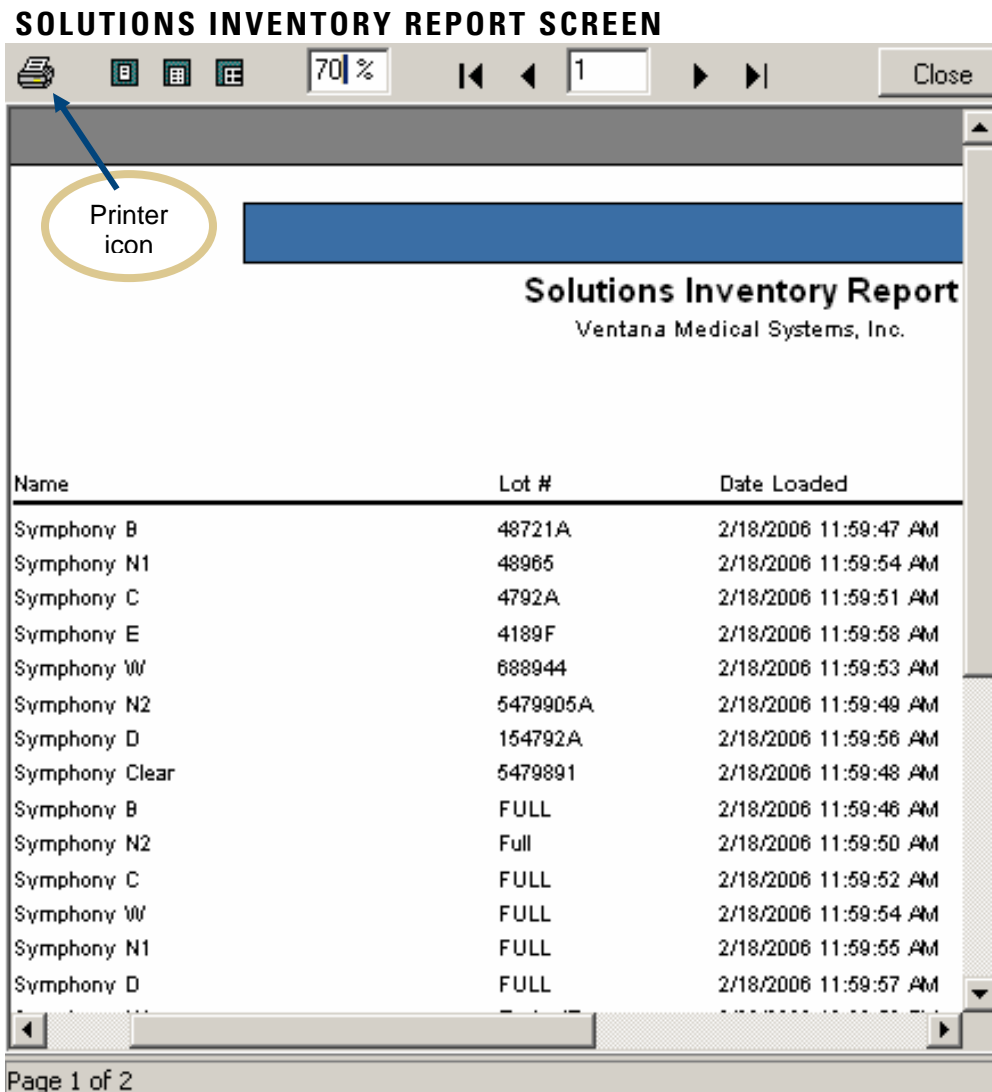 SOLUTIONS INVENTORY REPORT SCREEN
70 %
1
Close
Printer
icon
Solutions Inventory Report
Ventana Medical Systems, Inc.
Name Lot # Date Loaded
Symphony B 48721A 2/18/2006 11:59:47 AM
Symphony N1 48965 2/18/2006 11:59:54 AM
Symphony C 4792A 2/18/2006 11:59:51 AM
Symphony E 4189F 2/18/2006 11:59:58 AM
Symphony W 688944 2/18/2006 11:59:53 AM
Symphony N2 5479905A 2/18/2006 11:59:49 AM
Symphony D 154792A 2/18/2006 11:59:56 AM
Symphony Clear 5479891 2/18/2006 11:59:48 AM
Symphony B FULL 2/18/2006 11:59:46 AM
Symphony N2 Full 2/18/2006 11:59:50 AM
Symphony C FULL 2/18/2006 11:59:52 AM
Symphony W FULL 2/18/2006 11:59:54 AM
Symphony N1 FULL 2/18/2006 11:59:55 AM
Symphony D FULL 2/18/2006 11:59:57 AM
Page 1 of 2